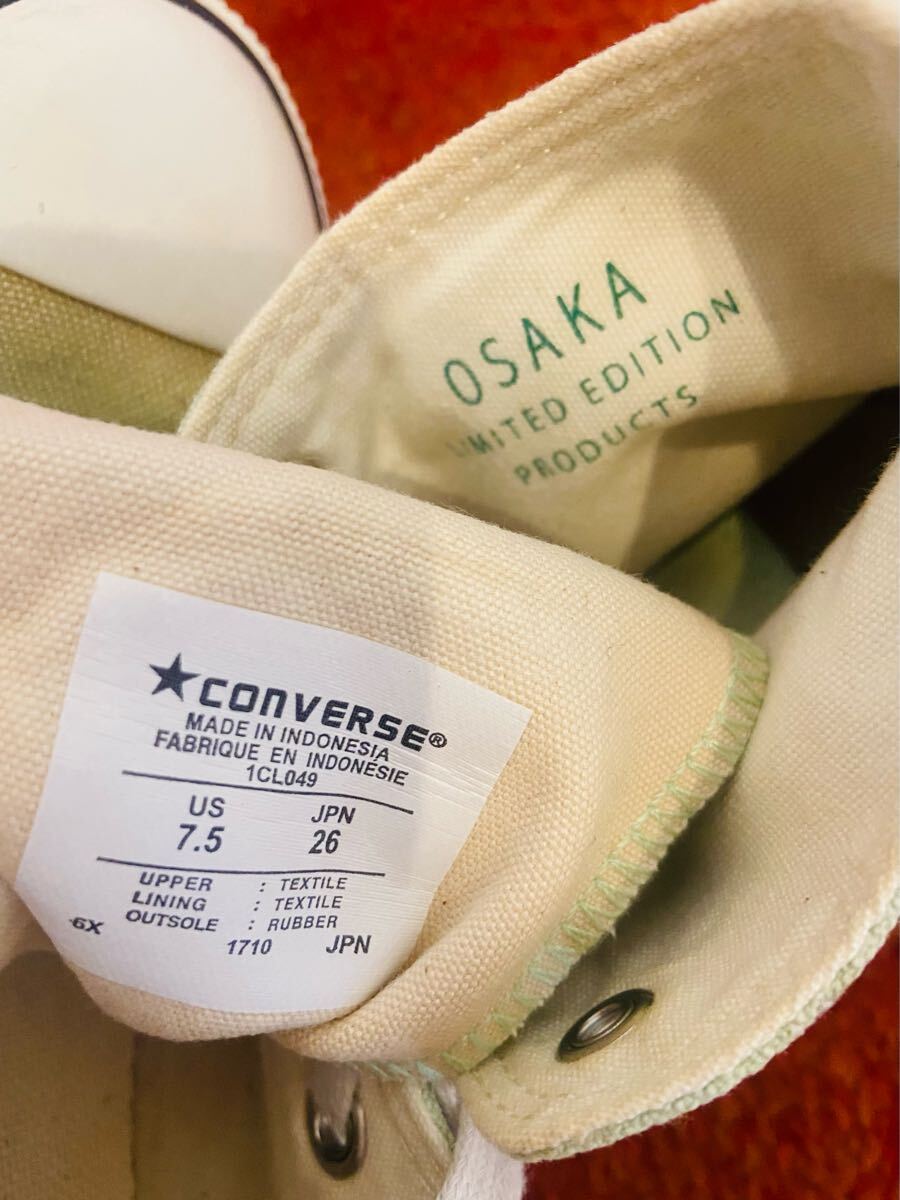 OSAKA
LIMITED EDITION
PRODUCTS
★CONVERSE®
MADE IN INDONESIA
FABRIQUE EN INDONÉSIE
1CL049
US JPN
7.5 26
UPPER : TEXTILE
LINING : TEXTILE
OUTSOLE : RUBBER
6X 1710 JPN